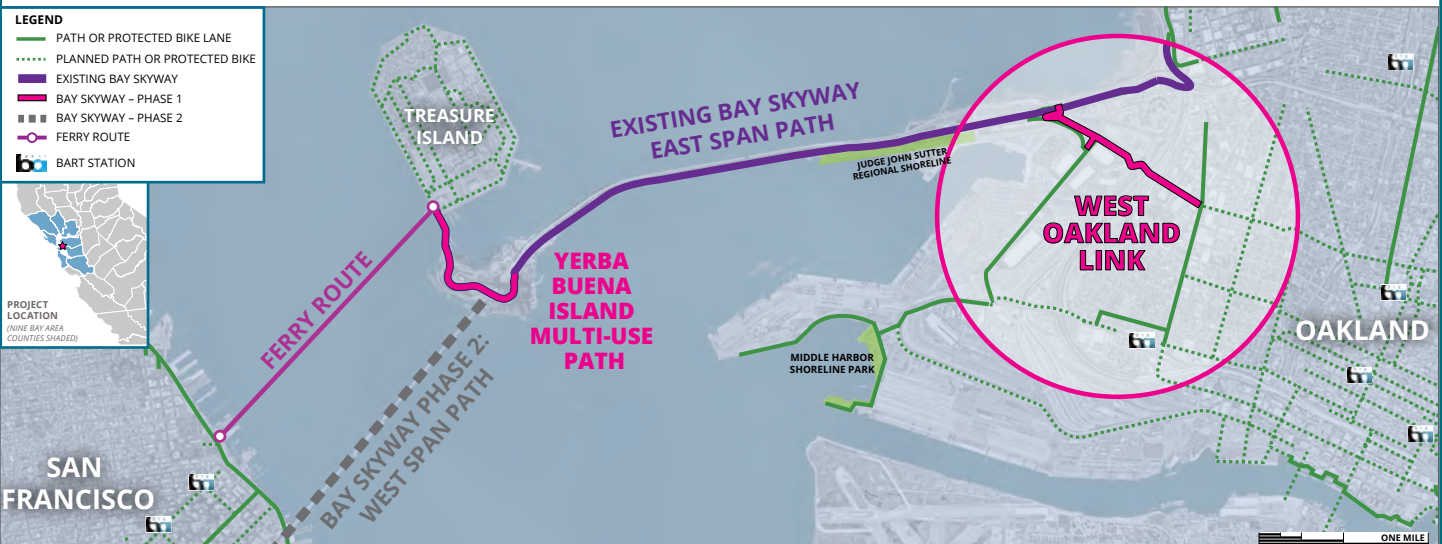 LEGEND
PATH OR PROTECTED BIKE LANE
PLANNED PATH OR PROTECTED BIKE
EXISTING BAY SKYWAY
BAY SKYWAY – PHASE 1
BAY SKYWAY – PHASE 2
FERRY ROUTE
BART STATION
PROJECT
LOCATION
(NINE BAY AREA
COUNTIES SHADED)
TREASURE
ISLAND
EXISTING BAY SKYWAY
EAST SPAN PATH
JUDGE JOHN SUTTER
REGIONAL SHORELINE
WEST
OAKLAND
LINK
YERBA
BUENA
ISLAND
MULTI-USE
PATH
FERRY ROUTE
BAY SKYWAY PHASE 2:
WEST SPAN PATH
MIDDLE HARBOR
SHORELINE PARK
OAKLAND
SAN
FRANCISCO
ONE MILE